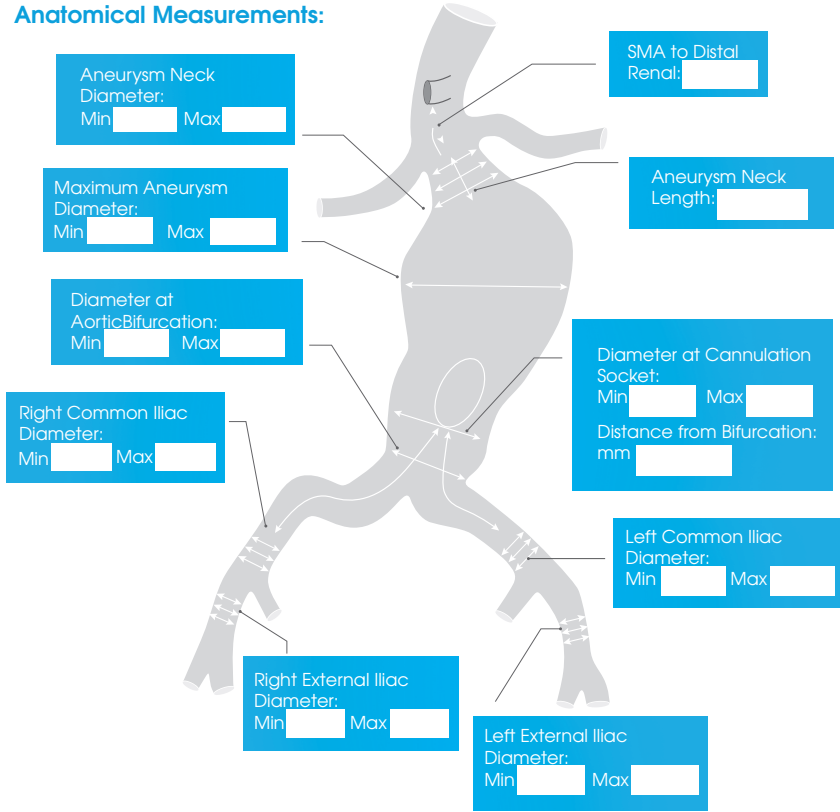 Anatomical Measurements:
Aneurysm Neck
Diameter:
Min Max
SMA to Distal
Renal:
Maximum Aneurysm
Diameter:
Min Max
Aneurysm Neck
Length:
Diameter at
AorticBifurcation:
Min Max
Diameter at Cannulation
Socket:
Min Max
Distance from Bifurcation:
mm
Right Common Iliac
Diameter:
Min Max
Left Common Iliac
Diameter:
Min Max
Right External Iliac
Diameter:
Min Max
Left External Iliac
Diameter:
Min Max